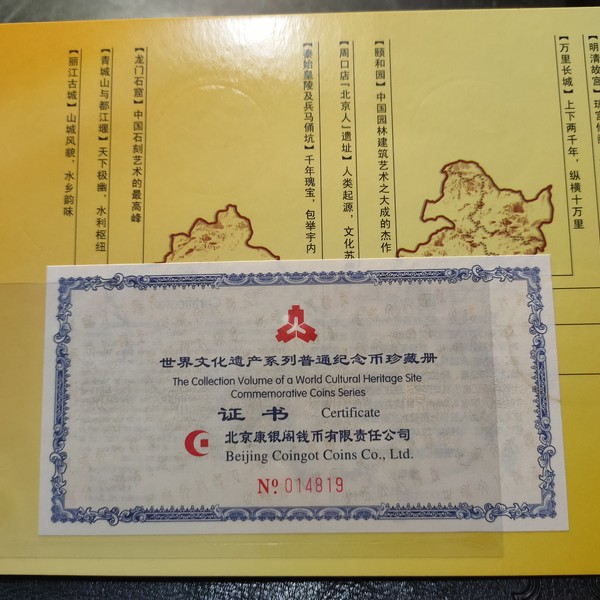 明清故宫】
【万里长城】上下两千年，纵横十万里
【颐和园】中国园林建筑艺术之大成的杰作
【周口店“北京人”遗址】人类起源，文化苏
【秦始皇陵及兵马俑坑】千年瑰宝，包举宇内
【龙门石窟】中国石刻艺术的最高峰
【青城山与都江堰】天下极幽，水利枢纽
【丽江古城】山城风貌，水乡韵味
世界文化遗产系列普通纪念币珍藏册
The Collection Volume of a World Cultural Heritage Site
Commemorative Coins Series
证书 Certificate
北京康银阁钱币有限责任公司
Beijing Coingot Coins Co., Ltd.
Nº 014819